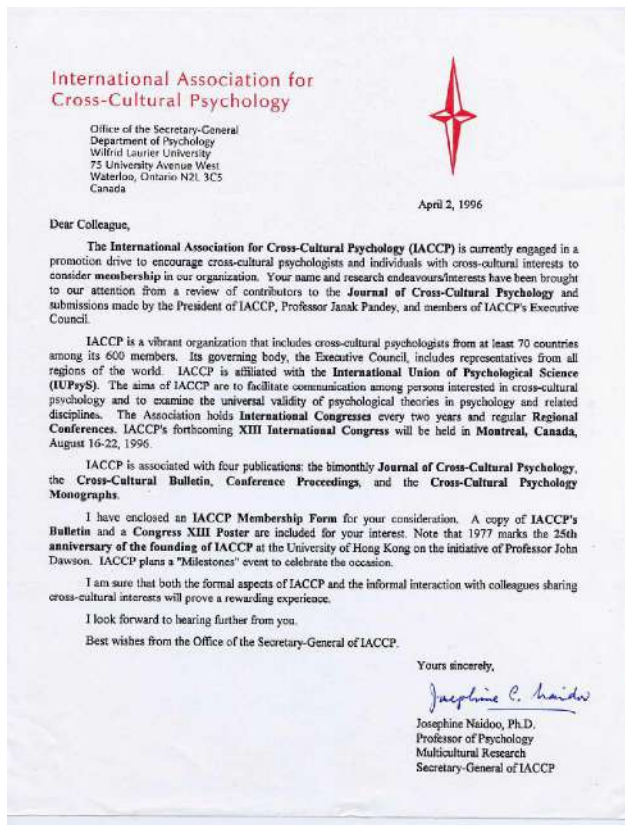 International Association for
Cross-Cultural Psychology
Office of the Secretary-General
Department of Psychology
Wilfrid Laurier University
75 University Avenue West
Waterloo, Ontario N2L 3C5
Canada
April 2, 1996
Dear Colleague,
The International Association for Cross-Cultural Psychology (IACCP) is currently engaged in a
promotion drive to encourage cross-cultural psychologists and individuals with cross-cultural interests to
consider membership in our organization. Your name and research endeavours/interests have been brought
to our attention from a review of contributors to the Journal of Cross-Cultural Psychology and
submissions made by the President of IACCP, Professor Janak Pandey, and members of IACCP's Executive
Council.
IACCP is a vibrant organization that includes cross-cultural psychologists from at least 70 countries
among its 600 members. Its governing body, the Executive Council, includes representatives from all
regions of the world. IACCP is affiliated with the International Union of Psychological Science
(IUPsyS). The aims of IACCP are to facilitate communication among persons interested in cross-cultural
psychology and to examine the universal validity of psychological theories in psychology and related
disciplines. The Association holds International Congresses every two years and regular Regional
Conferences. IACCP's forthcoming XIII International Congress will be held in Montreal, Canada,
August 16-22, 1996.
IACCP is associated with four publications: the bimonthly Journal of Cross-Cultural Psychology,
the Cross-Cultural Bulletin, Conference Proceedings, and the Cross-Cultural Psychology
Monographs.
I have enclosed an IACCP Membership Form for your consideration. A copy of IACCP's
Bulletin and a Congress XIII Poster are included for your interest. Note that 1977 marks the 25th
anniversary of the founding of IACCP at the University of Hong Kong on the initiative of Professor John
Dawson. IACCP plans a "Milestones" event to celebrate the occasion.
I am sure that both the formal aspects of IACCP and the informal interaction with colleagues sharing
cross-cultural interests will prove a rewarding experience.
I look forward to hearing further from you.
Best wishes from the Office of the Secretary-General of IACCP.
Yours sincerely,
Josephine C. Naidoo
Josephine Naidoo, Ph.D.
Professor of Psychology
Multicultural Research
Secretary-General of IACCP